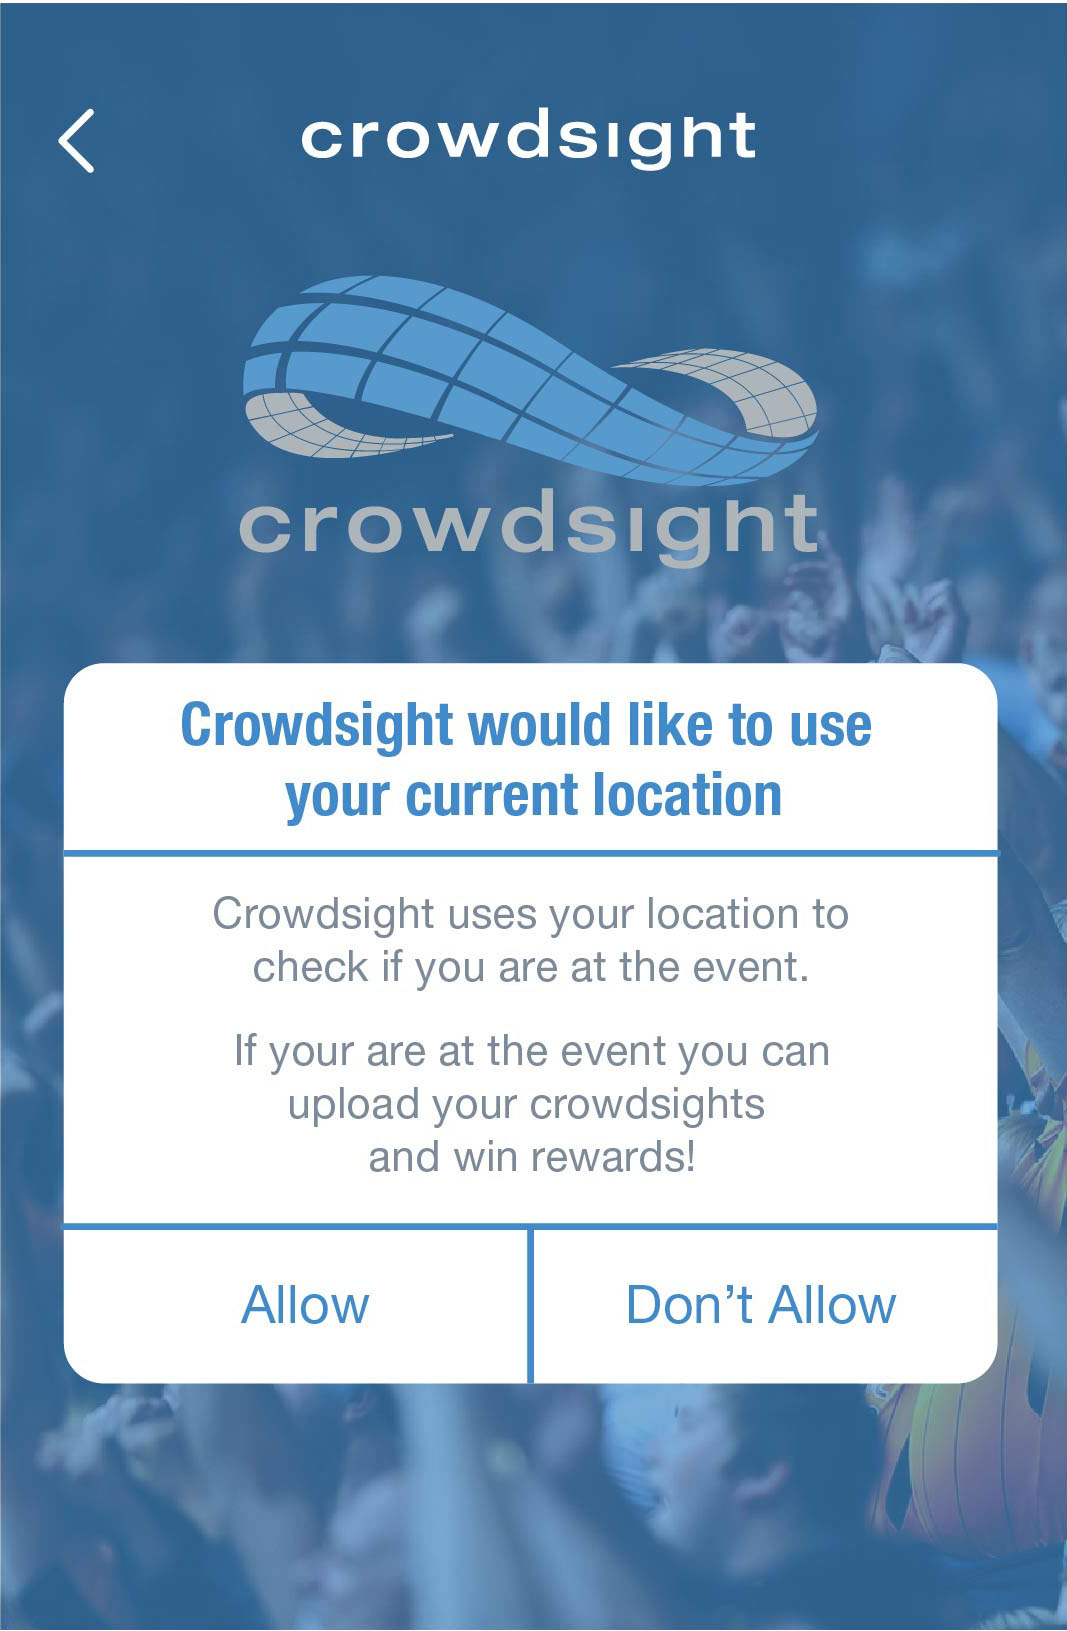 crowdsight
crowdsight
Crowdsight would like to use
your current location
Crowdsight uses your location to
check if you are at the event.
If your are at the event you can
upload your crowdsights
and win rewards!
Allow
Don’t Allow